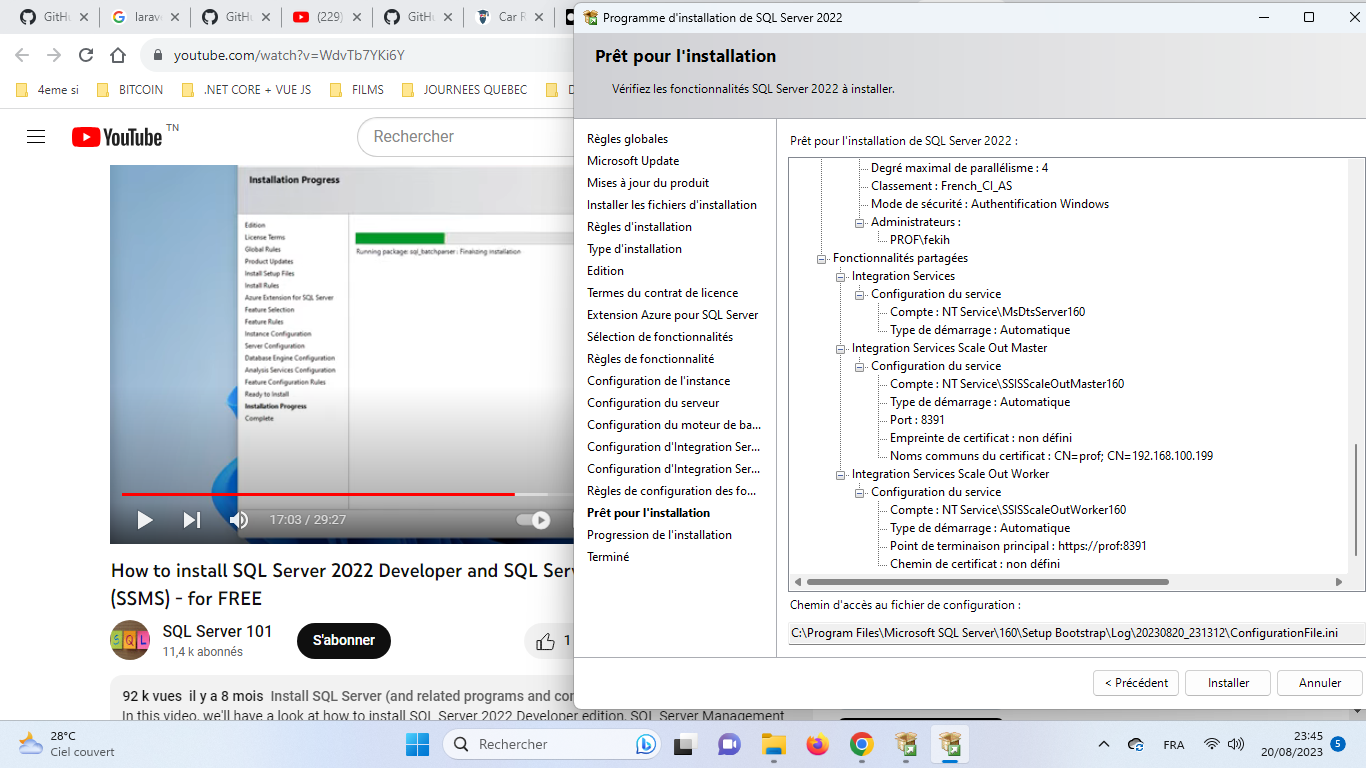 GitHu
larave
GitHu
(229)
GitHu
Car R
youtube.com/watch?v=WdvTb7YKi6Y
4eme si
BITCOIN
.NET CORE + VUE JS
FILMS
JOURNEES QUEBEC
YouTube TN
Rechercher
Installation Progress
Edition
License Terms
Global Rules
Product Updates
Install Setup Files
Install Rules
Azure Extension for SQL Server
Feature Selection
Feature Rules
Instance Configuration
Server Configuration
Database Engine Configuration
Analysis Services Configuration
Feature Configuration Rules
Ready to Install
Installation Progress
Complete
Running package: sql_batchparser : Finalizing installation
17:03 / 29:27
How to install SQL Server 2022 Developer and SQL Ser
(SSMS) - for FREE
SQL
SQL Server 101
11,4 k abonnés
S'abonner
1
92 k vues il y a 8 mois Install SQL Server (and related programs and con
In this video, we'll have a look at how to install SQL Server 2022 Developer edition, SQL Server Management
Programme d'installation de SQL Server 2022
Prêt pour l'installation
Vérifiez les fonctionnalités SQL Server 2022 à installer.
Règles globales
Microsoft Update
Mises à jour du produit
Installer les fichiers d'installation
Règles d'installation
Type d'installation
Edition
Termes du contrat de licence
Extension Azure pour SQL Server
Sélection de fonctionnalités
Règles de fonctionnalité
Configuration de l'instance
Configuration du serveur
Configuration du moteur de ba...
Configuration d'Integration Ser...
Configuration d'Integration Ser...
Règles de configuration des fo...
Prêt pour l'installation
Progression de l'installation
Terminé
Prêt pour l'installation de SQL Server 2022 :
Degré maximal de parallélisme : 4
Classement : French_CI_AS
Mode de sécurité : Authentification Windows
Administrateurs :
PROF\fekih
Fonctionnalités partagées
Integration Services
Configuration du service
Compte : NT Service\MsDtsServer160
Type de démarrage : Automatique
Integration Services Scale Out Master
Configuration du service
Compte : NT Service\SSISScaleOutMaster160
Type de démarrage : Automatique
Port : 8391
Empreinte de certificat : non défini
Noms communs du certificat : CN=prof; CN=192.168.100.199
Integration Services Scale Out Worker
Configuration du service
Compte : NT Service\SSISScaleOutWorker160
Type de démarrage : Automatique
Point de terminaison principal : https://prof:8391
Chemin de certificat : non défini
Chemin d'accès au fichier de configuration :
C:\Program Files\Microsoft SQL Server\160\Setup Bootstrap\Log\20230820_231312\ConfigurationFile.ini
< Précédent
Installer
Annuler
28°C
Ciel couvert
Rechercher
FRA
23:45
20/08/2023
5